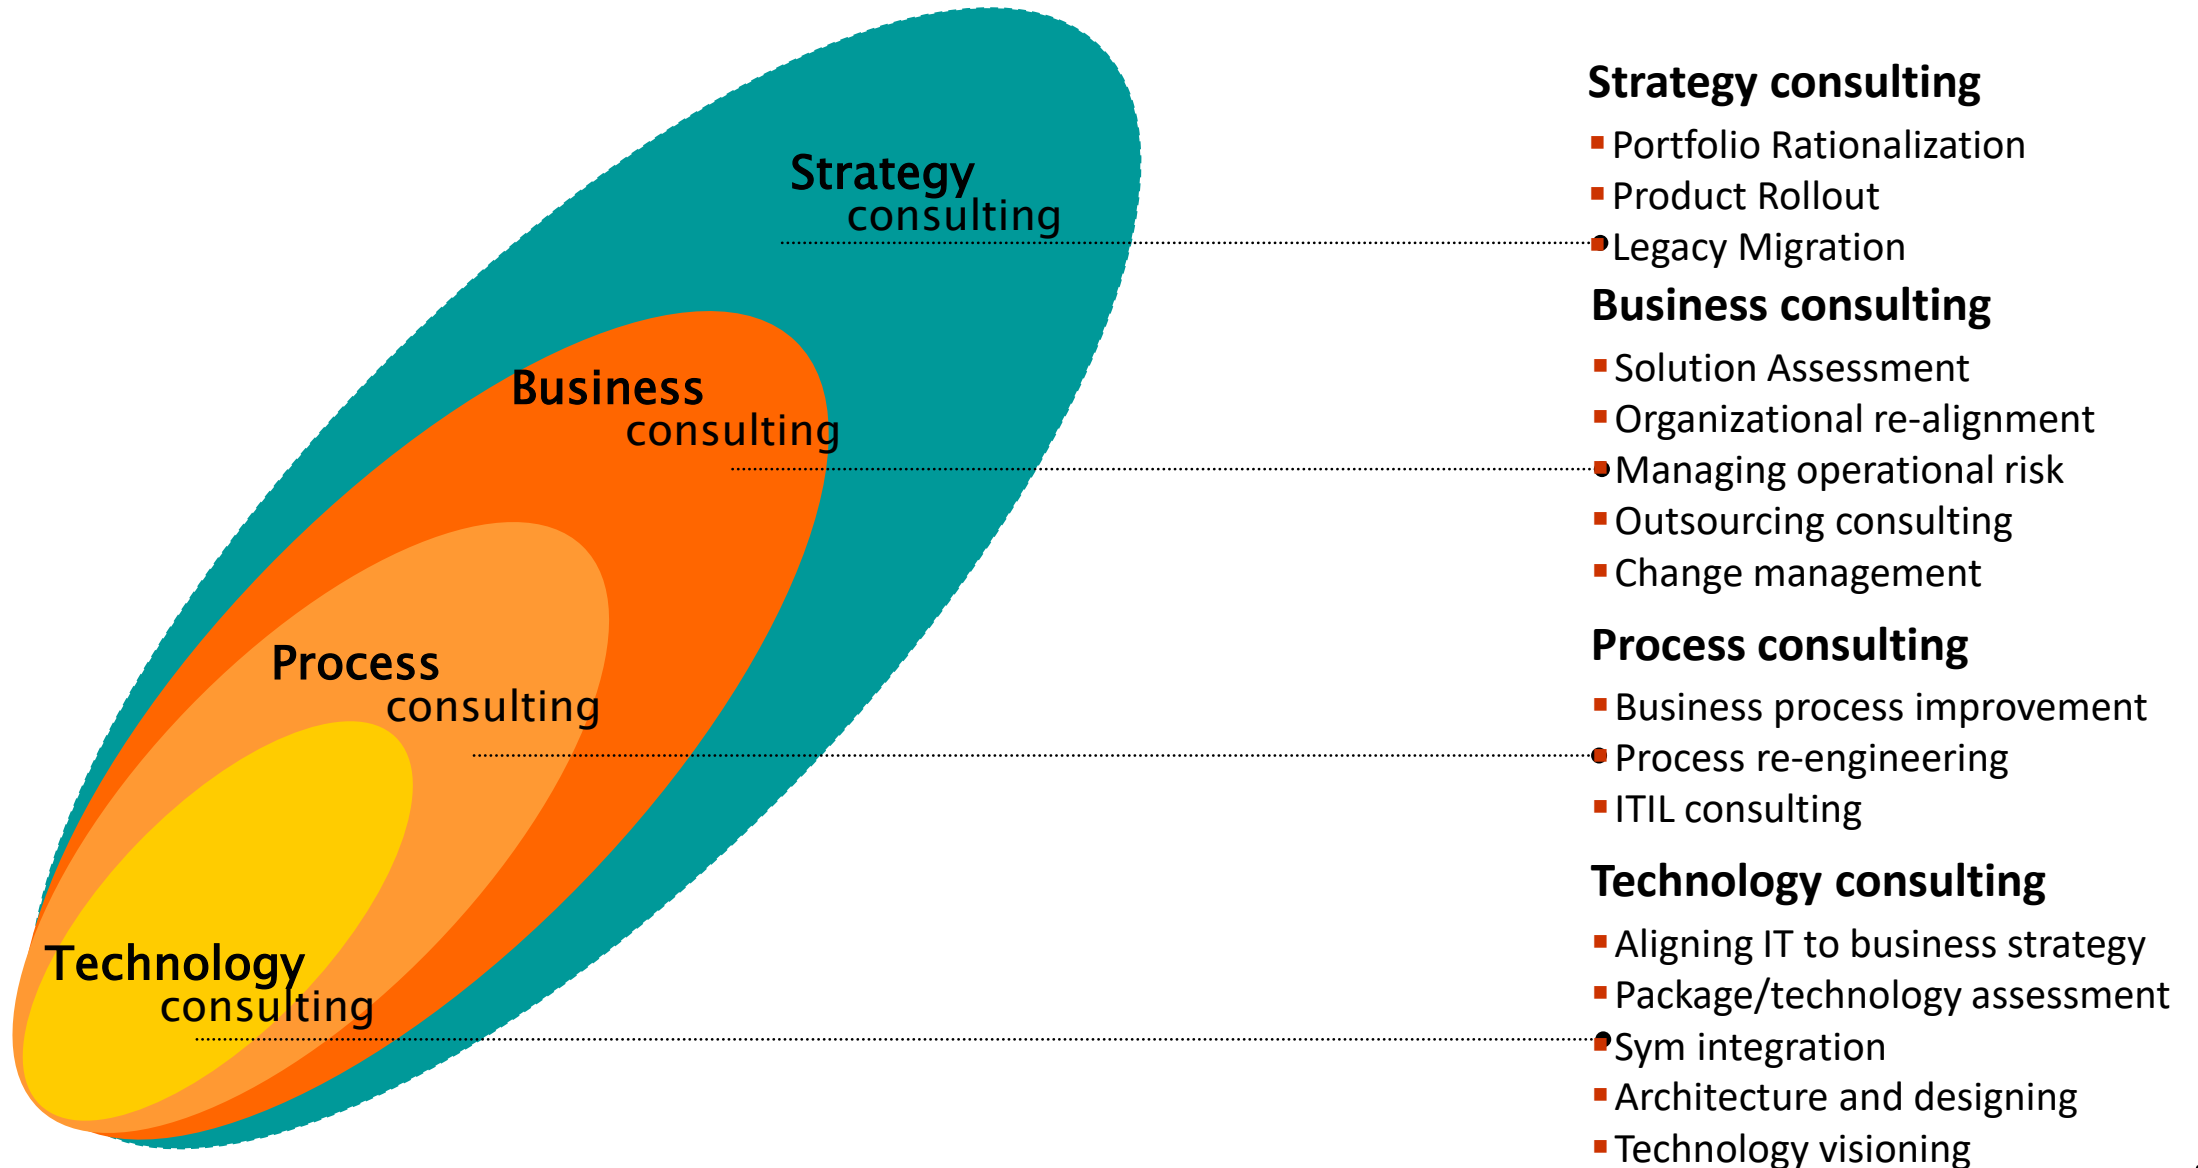 Strategy
consulting
Business
consulting
Process
consulting
Technology
consulting
Strategy consulting
▪ Portfolio Rationalization
▪ Product Rollout
▪ Legacy Migration
Business consulting
▪ Solution Assessment
▪ Organizational re-alignment
▪ Managing operational risk
▪ Outsourcing consulting
▪ Change management
Process consulting
▪ Business process improvement
▪ Process re-engineering
▪ ITIL consulting
Technology consulting
▪ Aligning IT to business strategy
▪ Package/technology assessment
▪ Sym integration
▪ Architecture and designing
▪ Technology visioning